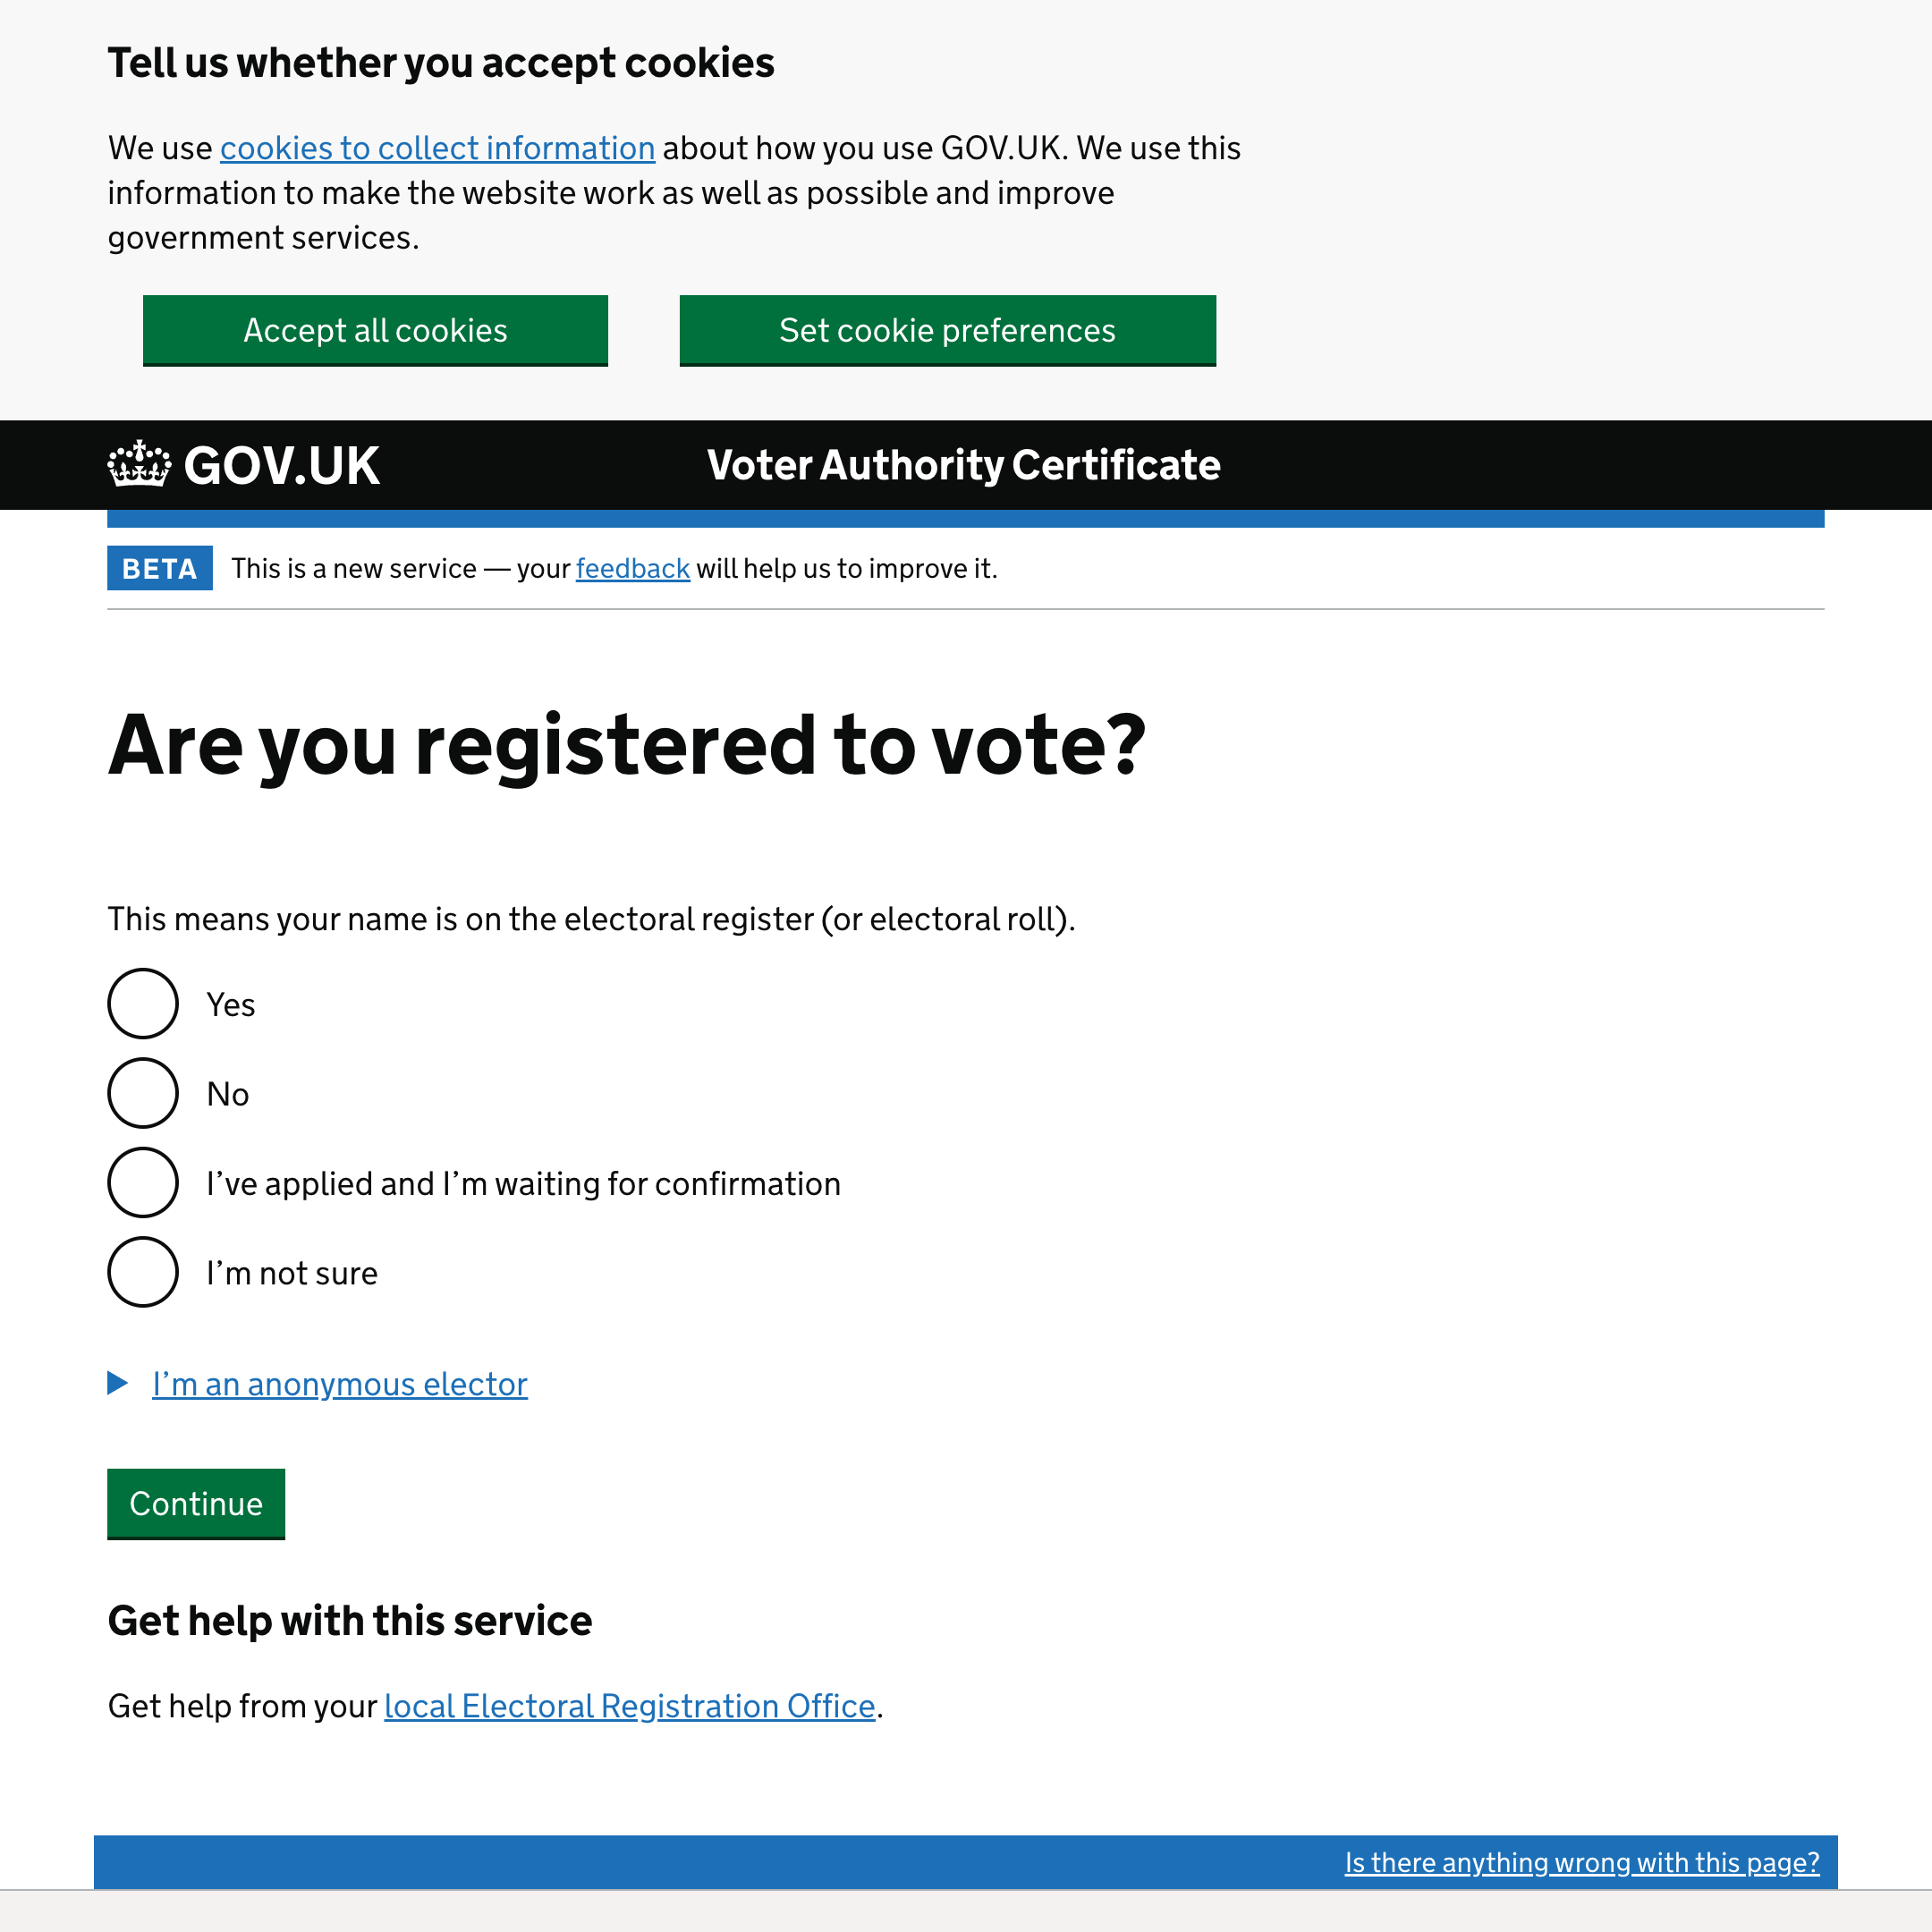 Tell us whether you accept cookies
We use cookies to collect information about how you use GOV.UK. We use this
information to make the website work as well as possible and improve
government services.
Accept all cookies
Set cookie preferences
GOV.UK
Voter Authority Certificate
BETA
This is a new service — your feedback will help us to improve it.
Are you registered to vote?
This means your name is on the electoral register (or electoral roll).
Yes
No
I’ve applied and I’m waiting for confirmation
I’m not sure
I’m an anonymous elector
Continue
Get help with this service
Get help from your local Electoral Registration Office.
Is there anything wrong with this page?